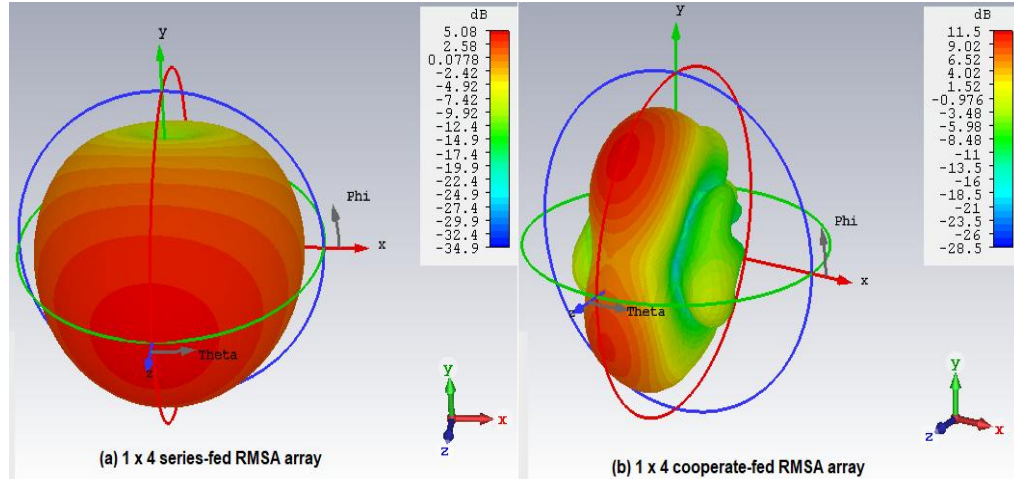 dB
5.08
2.58
0.0778
-2.42
-4.92
-7.42
-9.92
-12.4
-14.9
-17.4
-19.9
-22.4
-24.9
-27.4
-29.9
-32.4
-34.9
y
Phi
x
Theta
z
y
x
z
(a) 1 x 4 series-fed RMSA array
dB
11.5
9.02
6.52
4.02
1.52
-0.976
-3.48
-5.98
-8.48
-11
-13.5
-16
-18.5
-21
-23.5
-26
-28.5
y
Phi
x
Theta
z
y
z
x
(b) 1 x 4 cooperate-fed RMSA array